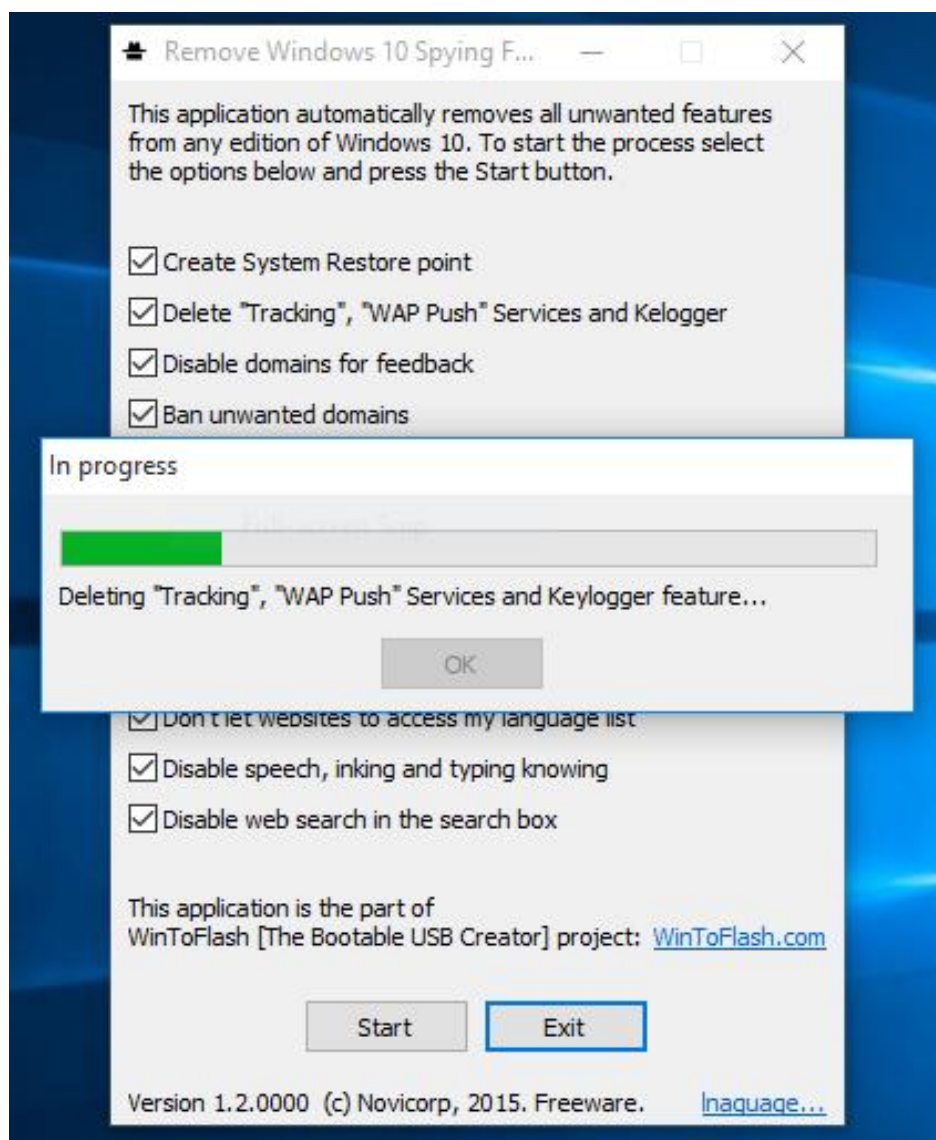 Remove Windows 10 Spying F...
This application automatically removes all unwanted features
from any edition of Windows 10. To start the process select
the options below and press the Start button.
Create System Restore point
Delete "Tracking", "WAP Push" Services and Kelogger
Disable domains for feedback
Ban unwanted domains
In progress
Full-screen Snip
Deleting "Tracking", "WAP Push" Services and Keylogger feature...
OK
Don't let websites to access my language list
Disable speech, inking and typing knowing
Disable web search in the search box
This application is the part of
WinToFlash [The Bootable USB Creator] project: WinToFlash.com
Start Exit
Version 1.2.0000 (c) Novicorp, 2015. Freeware. lnaguage...